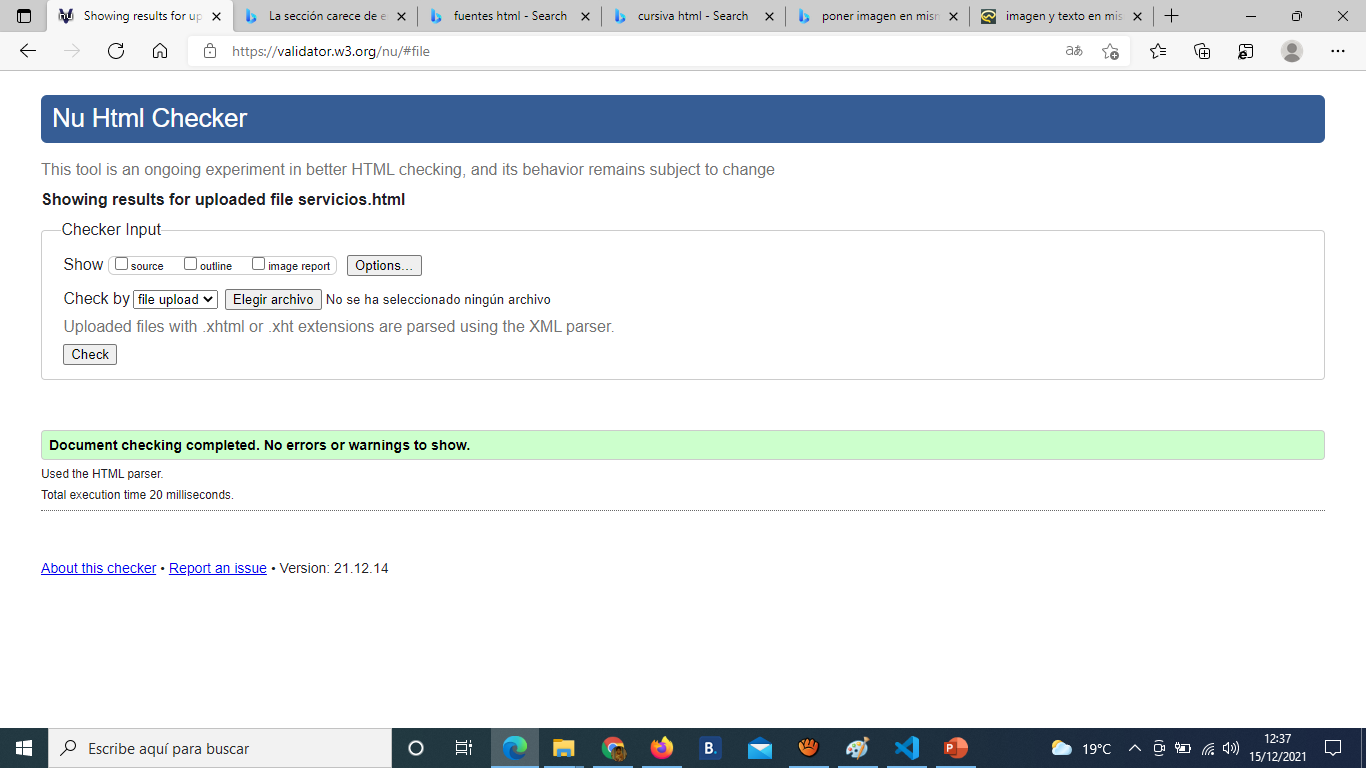 Showing results for up
La sección carece de e
fuentes html - Search
cursiva html - Search
poner imagen en misn
imagen y texto en mis
https://validator.w3.org/nu/#file
Nu Html Checker
This tool is an ongoing experiment in better HTML checking, and its behavior remains subject to change
Showing results for uploaded file servicios.html
Checker Input
Show source outline image report Options...
Check by file upload Elegir archivo No se ha seleccionado ningún archivo
Uploaded files with .xhtml or .xht extensions are parsed using the XML parser.
Check
Document checking completed. No errors or warnings to show.
Used the HTML parser.
Total execution time 20 milliseconds.
About this checker • Report an issue • Version: 21.12.14
Escribe aquí para buscar
B.
19°C
12:37
15/12/2021